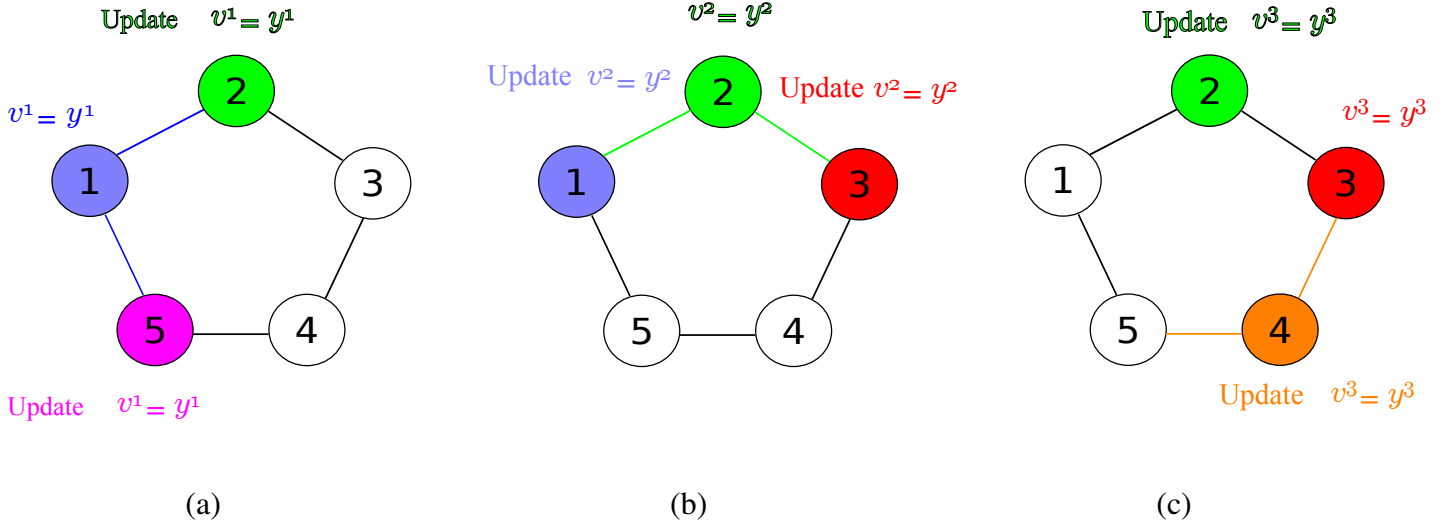 Update v¹= y¹
v¹= y¹
2
1
3
5
4
Update v¹= y¹
(a)
v²= y²
Update v²= y²
Update v²= y²
2
1
3
5
4
(b)
Update v³= y³
v³= y³
2
1
3
5
4
Update v³= y³
(c)